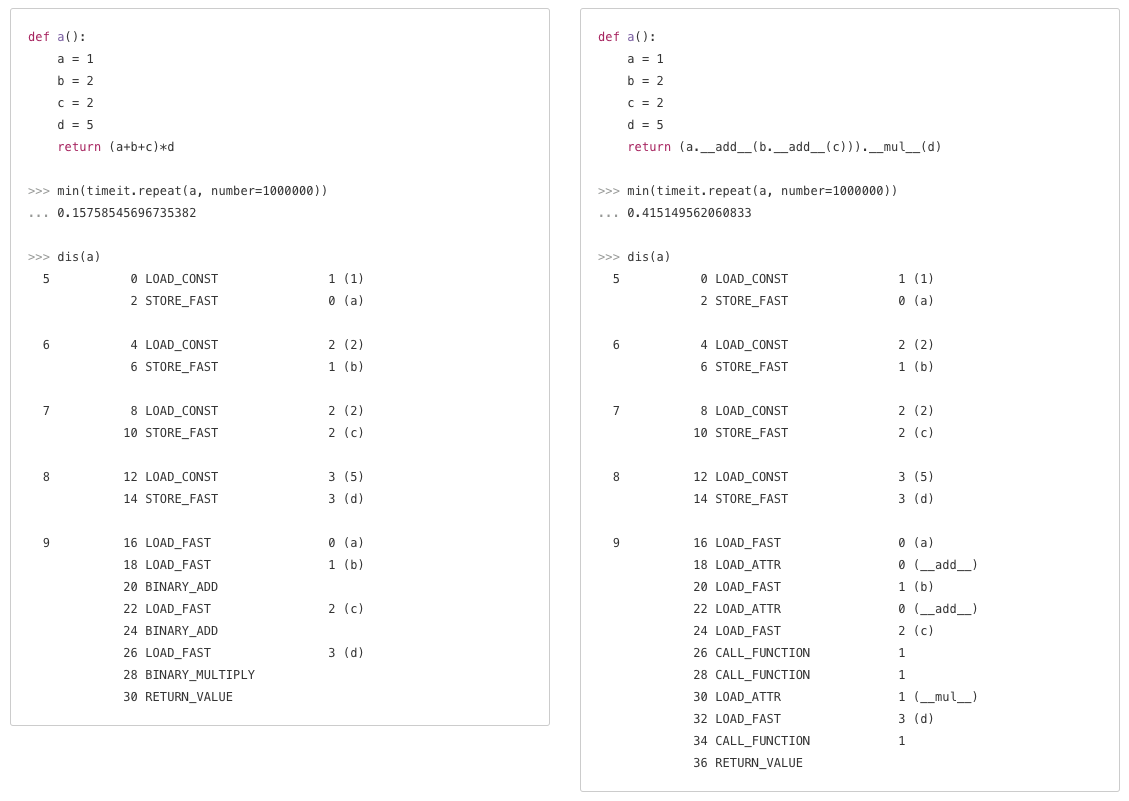 def a():
    a = 1
    b = 2
    c = 2
    d = 5
    return (a+b+c)*d

>>> min(timeit.repeat(a, number=1000000))
... 0.15758545696735382

>>> dis(a)
  5           0 LOAD_CONST               1 (1)
              2 STORE_FAST               0 (a)

  6           4 LOAD_CONST               2 (2)
              6 STORE_FAST               1 (b)

  7           8 LOAD_CONST               2 (2)
             10 STORE_FAST               2 (c)

  8          12 LOAD_CONST               3 (5)
             14 STORE_FAST               3 (d)

  9          16 LOAD_FAST                0 (a)
             18 LOAD_FAST                1 (b)
             20 BINARY_ADD
             22 LOAD_FAST                2 (c)
             24 BINARY_ADD
             26 LOAD_FAST                3 (d)
             28 BINARY_MULTIPLY
             30 RETURN_VALUE

def a():
    a = 1
    b = 2
    c = 2
    d = 5
    return (a.__add__(b.__add__(c))).__mul__(d)

>>> min(timeit.repeat(a, number=1000000))
... 0.415149562060833

>>> dis(a)
  5           0 LOAD_CONST               1 (1)
              2 STORE_FAST               0 (a)

  6           4 LOAD_CONST               2 (2)
              6 STORE_FAST               1 (b)

  7           8 LOAD_CONST               2 (2)
             10 STORE_FAST               2 (c)

  8          12 LOAD_CONST               3 (5)
             14 STORE_FAST               3 (d)

  9          16 LOAD_FAST                0 (a)
             18 LOAD_ATTR                0 (__add__)
             20 LOAD_FAST                1 (b)
             22 LOAD_ATTR                0 (__add__)
             24 LOAD_FAST                2 (c)
             26 CALL_FUNCTION            1
             28 CALL_FUNCTION            1
             30 LOAD_ATTR                1 (__mul__)
             32 LOAD_FAST                3 (d)
             34 CALL_FUNCTION            1
             36 RETURN_VALUE